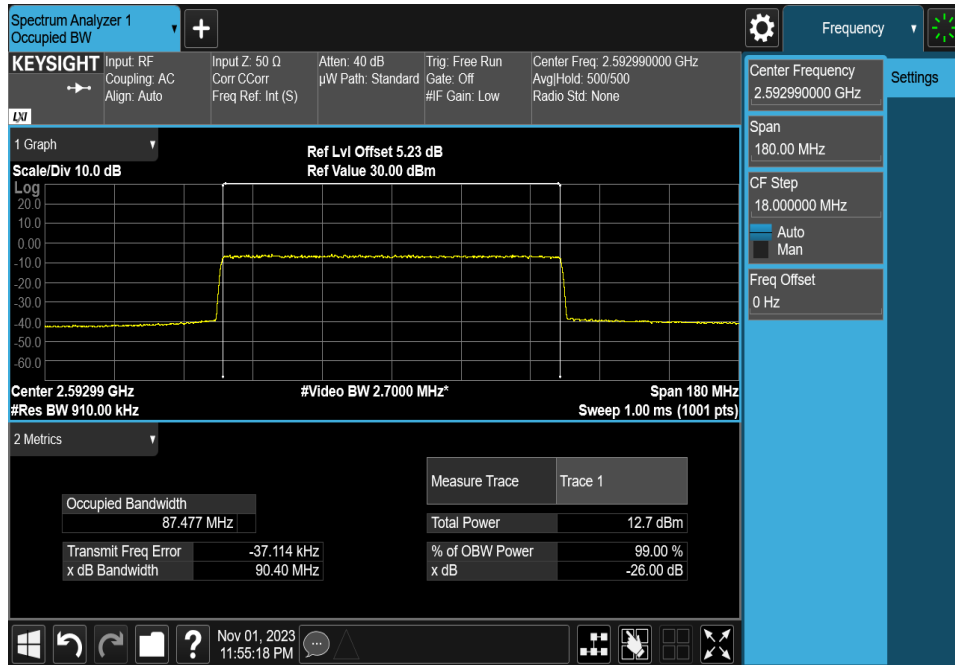 Spectrum Analyzer 1
Occupied BW
+
Frequency
KEYSIGHT
LXI
Input: RF
Coupling: AC
Align: Auto
Input Z: 50 Ω
Corr CCorr
Freq Ref: Int (S)
Atten: 40 dB
µW Path: Standard
Trig: Free Run
Gate: Off
#IF Gain: Low
Center Freq: 2.592990000 GHz
Avg|Hold: 500/500
Radio Std: None
Center Frequency
2.592990000 GHz
Settings
Span
180.00 MHz
CF Step
18.000000 MHz
Auto
Man
Freq Offset
0 Hz
1 Graph
Scale/Div 10.0 dB
Ref Lvl Offset 5.23 dB
Ref Value 30.00 dBm
Log
20.0
10.0
0.00
-10.0
-20.0
-30.0
-40.0
-50.0
-60.0
Center 2.59299 GHz
#Video BW 2.7000 MHz*
Span 180 MHz
#Res BW 910.00 kHz
Sweep 1.00 ms (1001 pts)
2 Metrics
Measure Trace Trace 1
Occupied Bandwidth
87.477 MHz
Total Power 12.7 dBm
Transmit Freq Error -37.114 kHz
% of OBW Power 99.00 %
x dB Bandwidth 90.40 MHz
x dB -26.00 dB
?
Nov 01, 2023
11:55:18 PM